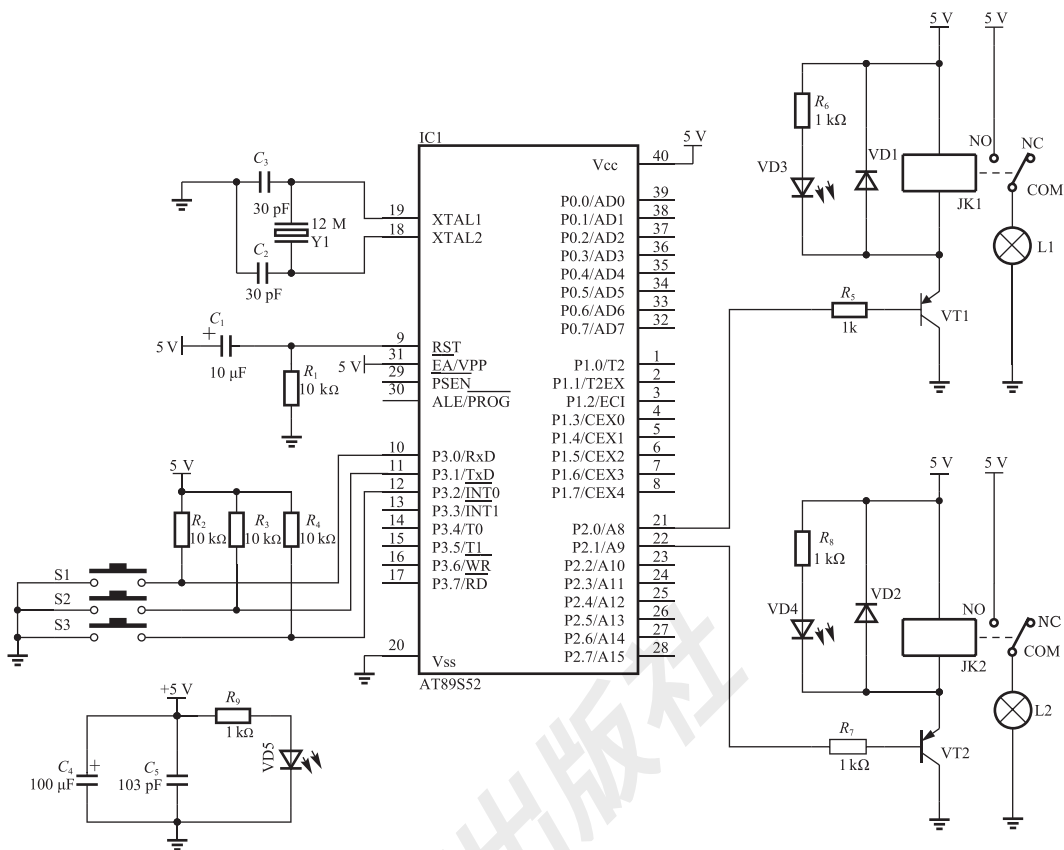 IC1
AT89S52
XTAL1
XTAL2
RST
EA/VPP
PSEN
ALE/PROG
P3.0/RxD
P3.1/TxD
P3.2/INT0
P3.3/INT1
P3.4/T0
P3.5/T1
P3.6/WR
P3.7/RD
Vss
19
18
9
31
29
30
10
11
12
13
14
15
16
17
20
Vcc
P0.0/AD0
P0.1/AD1
P0.2/AD2
P0.3/AD3
P0.4/AD4
P0.5/AD5
P0.6/AD6
P0.7/AD7
P1.0/T2
P1.1/T2EX
P1.2/ECI
P1.3/CEX0
P1.4/CEX1
P1.5/CEX2
P1.6/CEX3
P1.7/CEX4
P2.0/A8
P2.1/A9
P2.2/A10
P2.3/A11
P2.4/A12
P2.5/A13
P2.6/A14
P2.7/A15
40
39
38
37
36
35
34
33
32
1
2
3
4
5
6
7
8
21
22
23
24
25
26
27
28
5 V
C3
30 pF
12 M
Y1
C2
30 pF
5 V
C1
+
10 μF
R1
10 kΩ
5 V
5 V
R2
10 kΩ
R3
10 kΩ
R4
10 kΩ
S1
S2
S3
+5 V
R9
1 kΩ
C4
+
100 μF
C5
103 pF
VD5
5 V
5 V
R6
1 kΩ
VD3
VD1
NO
NC
COM
JK1
L1
R5
1k
VT1
5 V
5 V
R8
1 kΩ
VD4
VD2
NO
NC
COM
JK2
L2
R7
1 kΩ
VT2
出版社